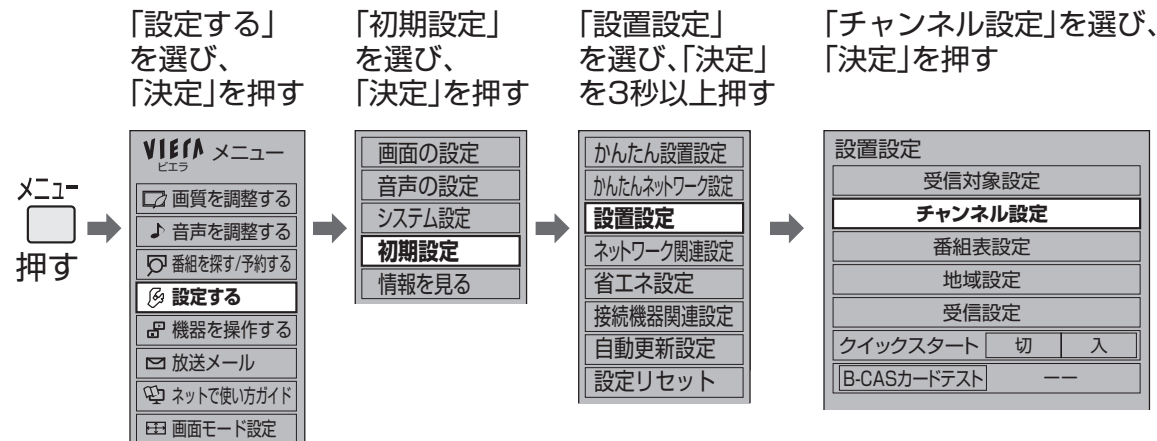 「設定する」
を選び、
「決定」を押す
「初期設定」
を選び、
「決定」を押す
「設置設定」
を選び、「決定」
を3秒以上押す
「チャンネル設定」を選び、
「決定」を押す
メニュー
押す
VIERA メニュー
ビエラ
画質を調整する
音声を調整する
番組を探す/予約する
設定する
機器を操作する
放送メール
ネットで使い方ガイド
画面モード設定
画面の設定
音声の設定
システム設定
初期設定
情報を見る
かんたん設置設定
かんたんネットワーク設定
設置設定
ネットワーク関連設定
省エネ設定
接続機器関連設定
自動更新設定
設定リセット
設置設定
受信対象設定
チャンネル設定
番組表設定
地域設定
受信設定
クイックスタート 切 入
B-CASカードテスト −−